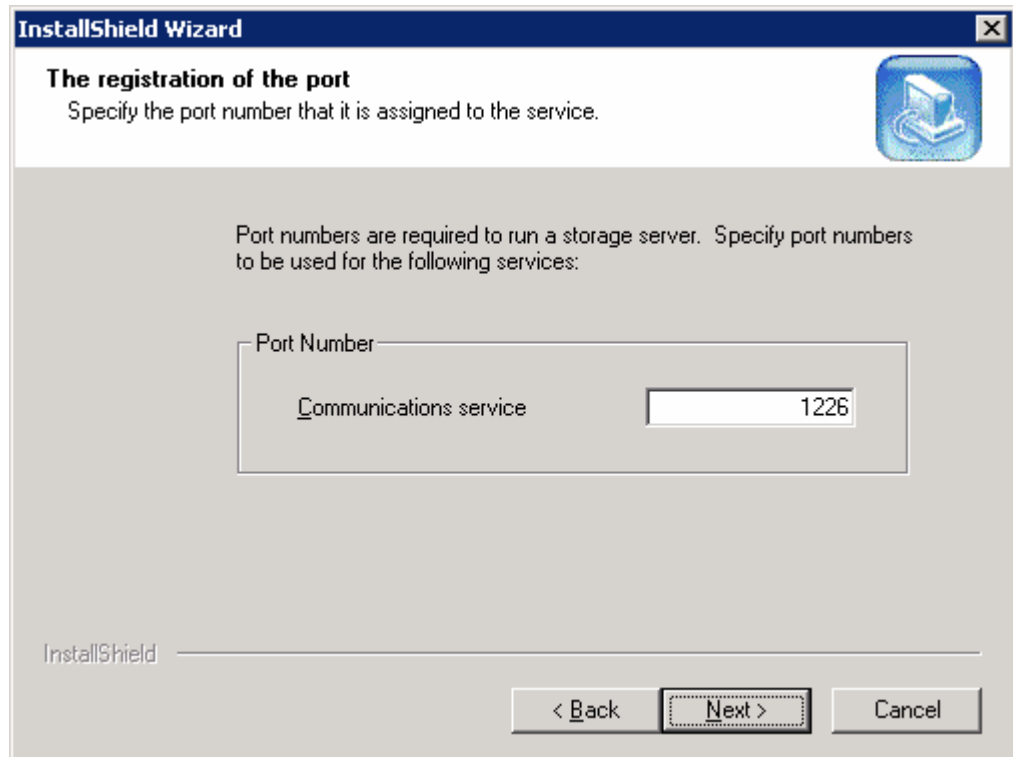 InstallShield Wizard
The registration of the port
Specify the port number that it is assigned to the service.
Port numbers are required to run a storage server.  Specify port numbers
to be used for the following services:
Port Number
Communications service 1226
InstallShield
< Back Next > Cancel